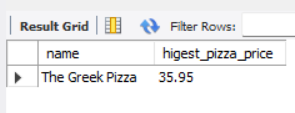 Result Grid Filter Rows:
name higest_pizza_price
The Greek Pizza 35.95